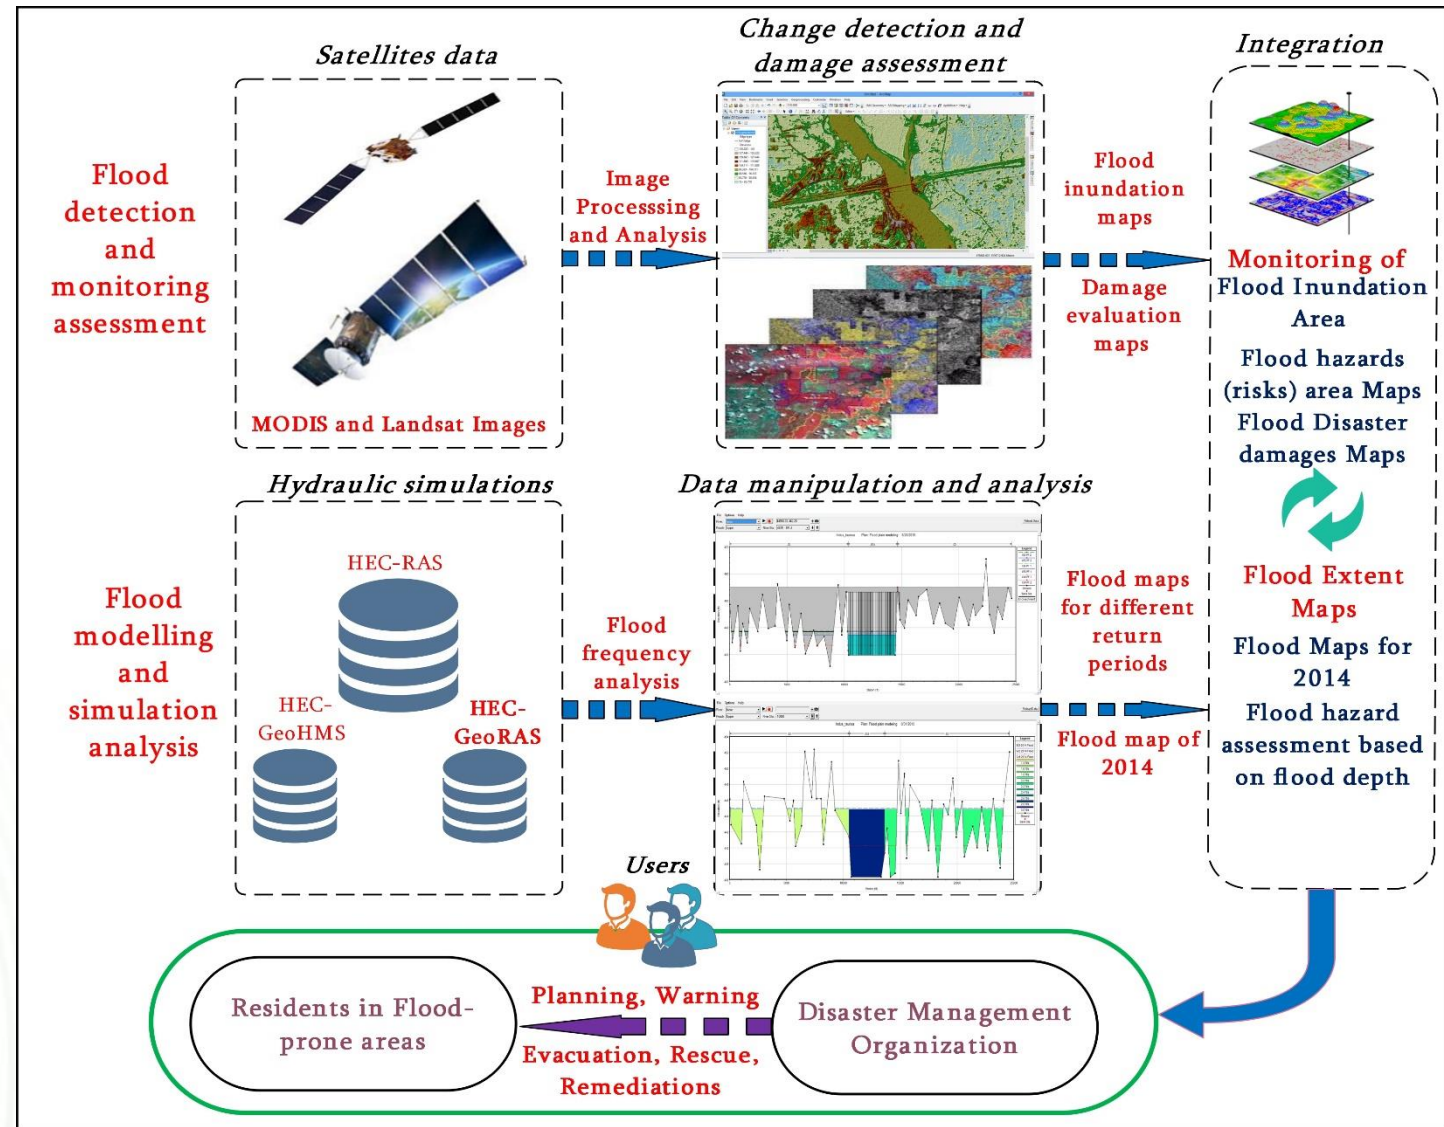 Satellites data
Change detection and
damage assessment
Integration
Flood
detection
and
monitoring
assessment
MODIS and Landsat Images
Image
Processsing
and Analysis
Flood
inundation
maps
Damage
evaluation
maps
Monitoring of
Flood Inundation
Area
Flood hazards
(risks) area Maps
Flood Disaster
damages Maps
Flood Extent
Maps
Flood Maps for
2014
Flood hazard
assessment based
on flood depth
Hydraulic simulations
Data manipulation and analysis
Flood
modelling
and
simulation
analysis
HEC-RAS
HEC-
GeoHMS
HEC-
GeoRAS
Flood
frequency
analysis
Flood maps
for different
return
periods
Flood map of
2014
Users
Residents in Flood-
prone areas
Planning, Warning
Evacuation, Rescue,
Remediations
Disaster Management
Organization